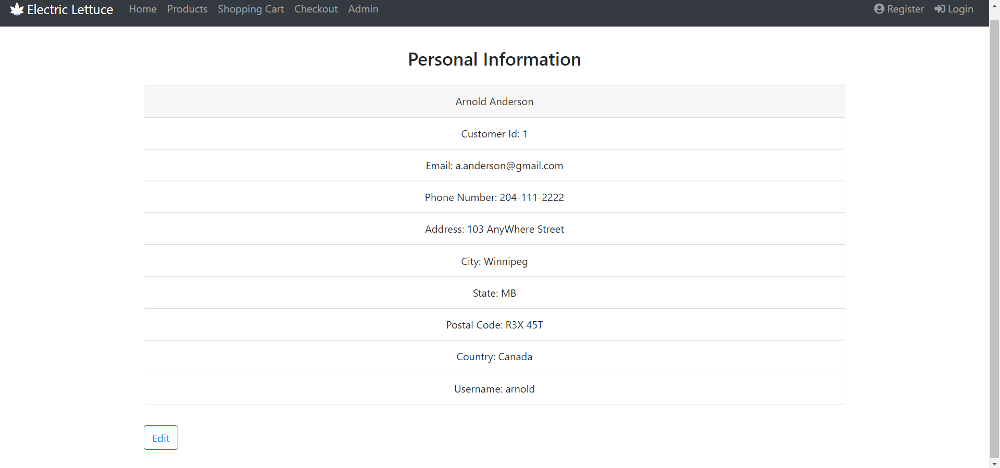 Electric Lettuce Home Products Shopping Cart Checkout Admin Register Login
Personal Information
Arnold Anderson
Customer Id: 1
Email: a.anderson@gmail.com
Phone Number: 204-111-2222
Address: 103 AnyWhere Street
City: Winnipeg
State: MB
Postal Code: R3X 45T
Country: Canada
Username: arnold
Edit